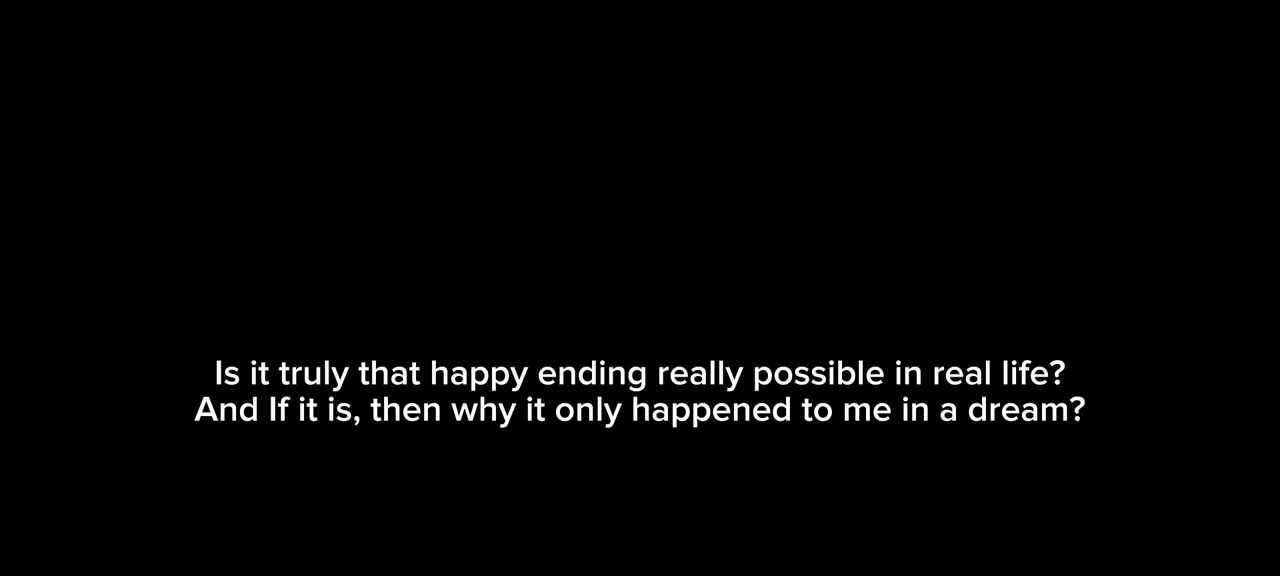 Is it truly that happy ending really possible in real life?
And If it is, then why it only happened to me in a dream?